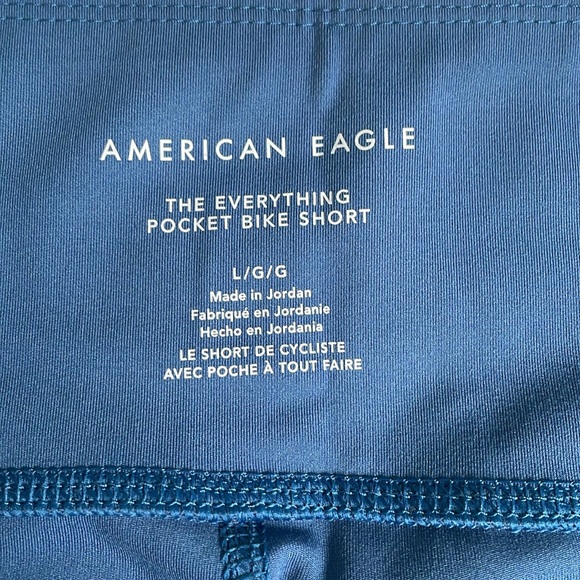 AMERICAN EAGLE
THE EVERYTHING
POCKET BIKE SHORT
L/G/G
Made in Jordan
Fabriqué en Jordanie
Hecho en Jordania
LE SHORT DE CYCLISTE
AVEC POCHE À TOUT FAIRE